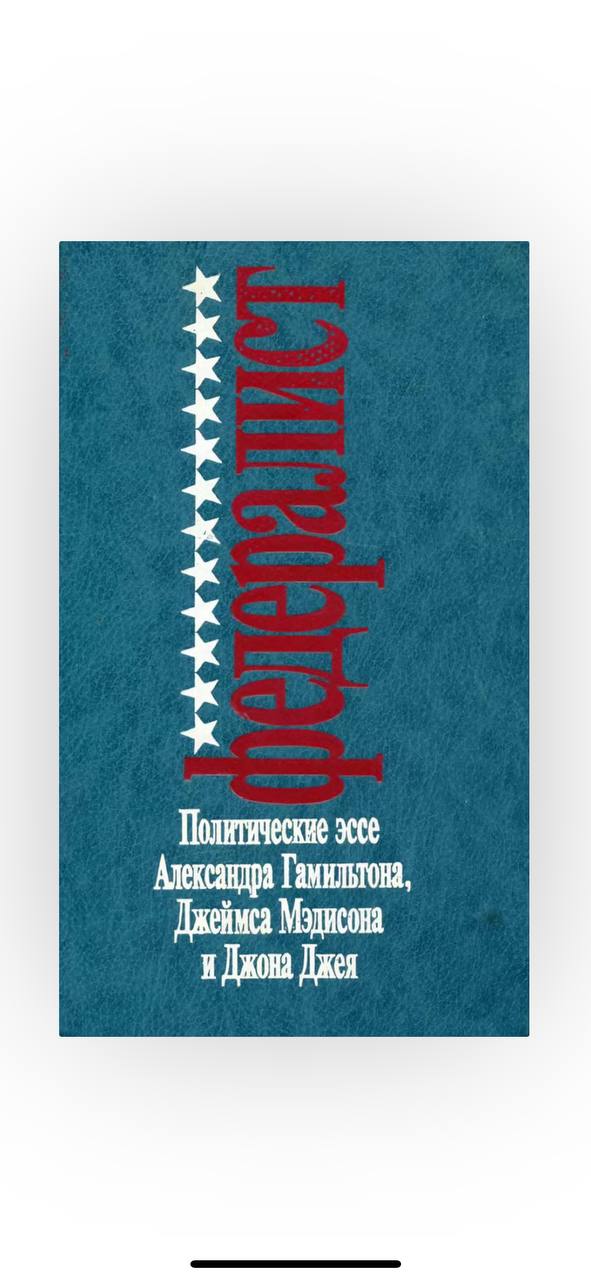 федералист
Политические эссе
Александра Гамильтона,
Джеймса Мэдисона
и Джона Джея